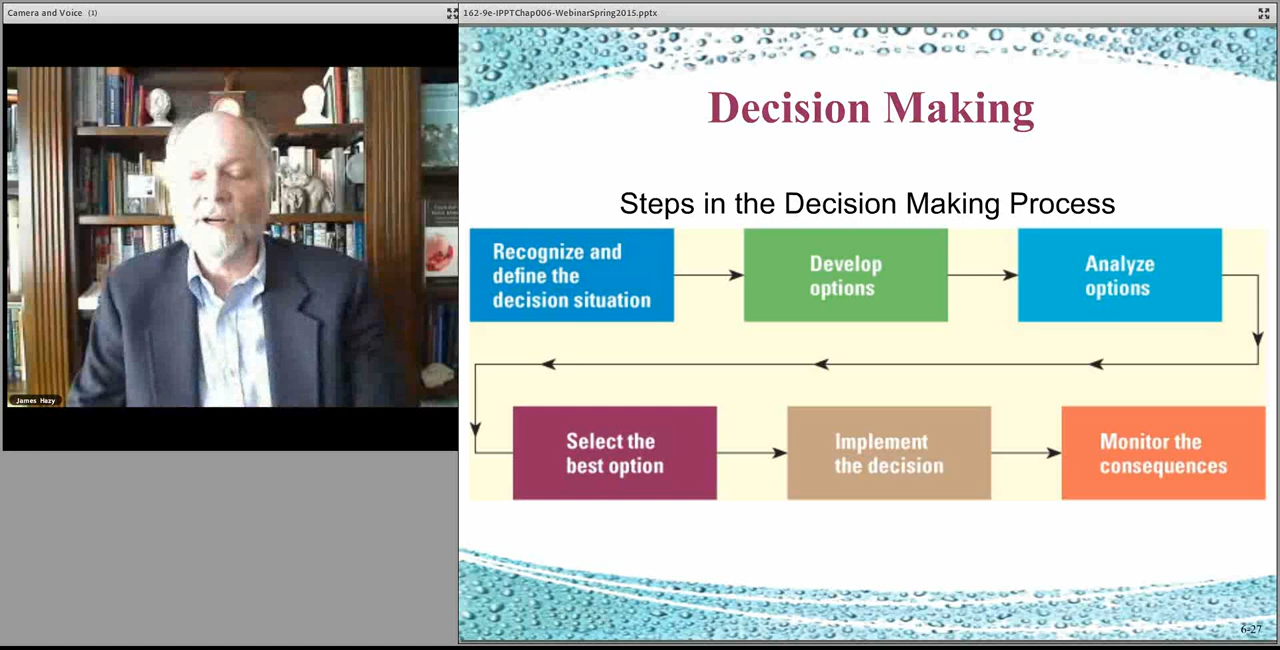 Camera and Voice (1)
162-9e-IPPTChap006-WebinarSpring2015.pptx
James Hazy
Decision Making
Steps in the Decision Making Process
Recognize and
define the
decision situation
Develop
options
Analyze
options
Select the
best option
Implement
the decision
Monitor the
consequences
6-27